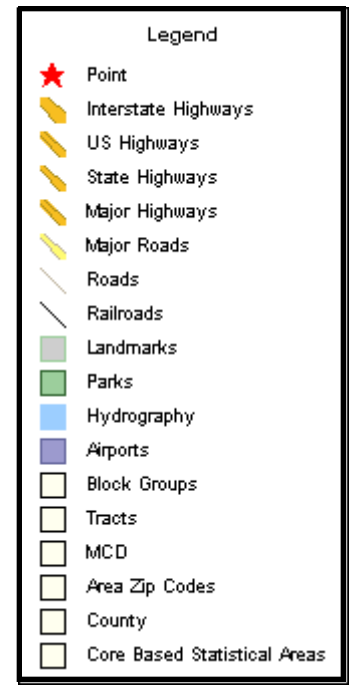 Legend
Point
Interstate Highways
US Highways
State Highways
Major Highways
Major Roads
Roads
Railroads
Landmarks
Parks
Hydrography
Airports
Block Groups
Tracts
MCD
Area Zip Codes
County
Core Based Statistical Areas